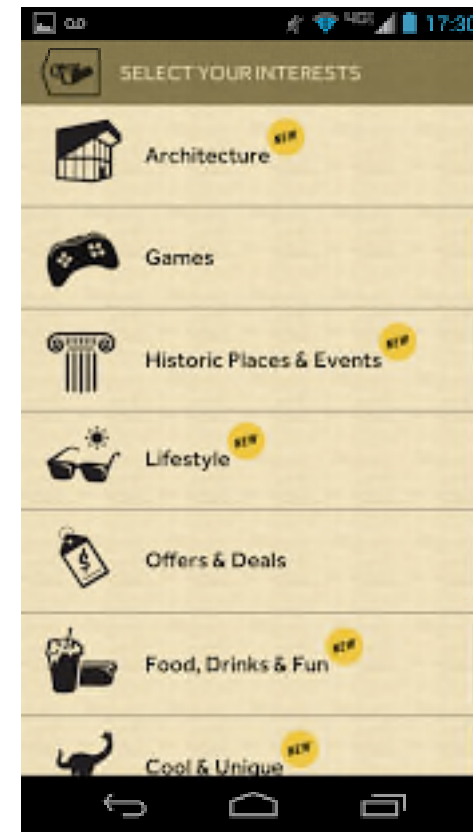 4G 17:30
SELECT YOUR INTERESTS
Architecture NEW
Games
Historic Places & Events NEW
Lifestyle NEW
Offers & Deals
$
Food, Drinks & Fun NEW
Cool & Unique NEW